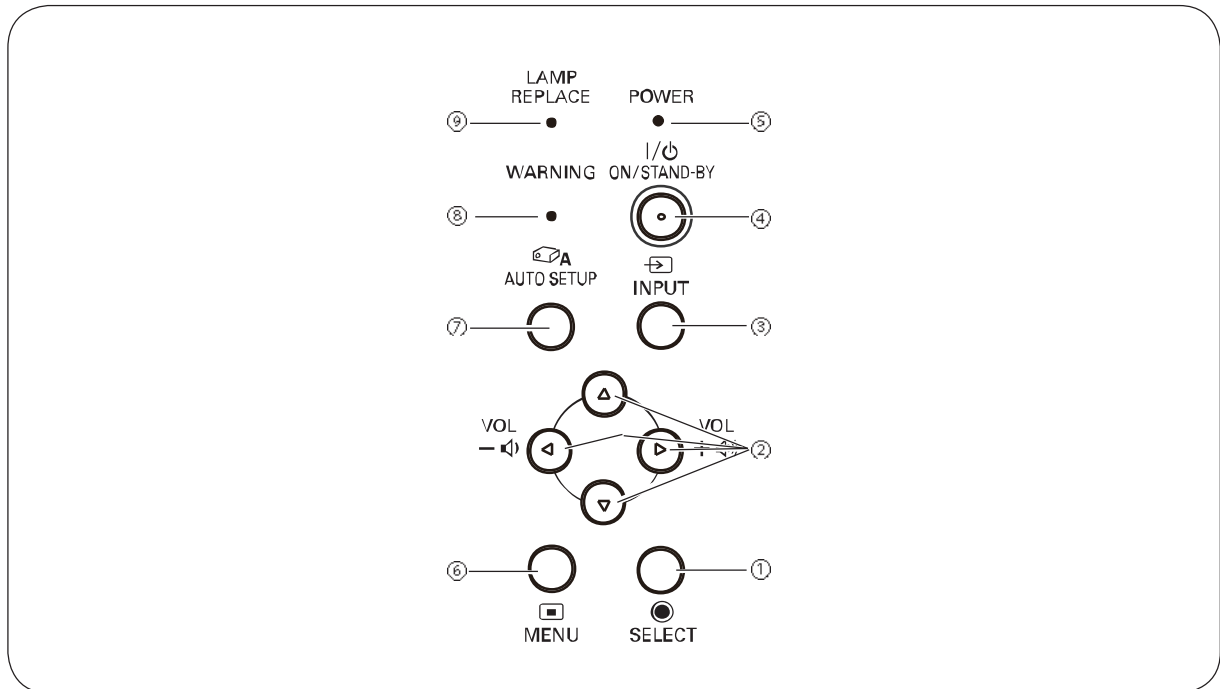 LAMP
REPLACE
POWER
⑨
⑤
I/⏻
WARNING
ON/STAND-BY
⑧
④
A
AUTO SETUP
INPUT
⑦
③
VOL
−
VOL
+
②
⑥
①
MENU
SELECT